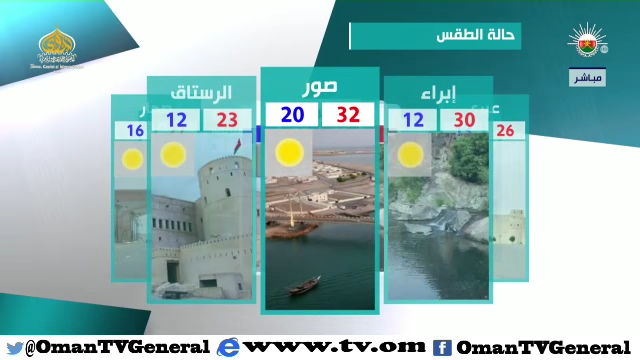 حالة الطقس
مباشر
إبراء
30
12
صور
32
20
الرستاق
23
12
26
16
@OmanTVGeneral
www.tv.om
OmanTVGeneral